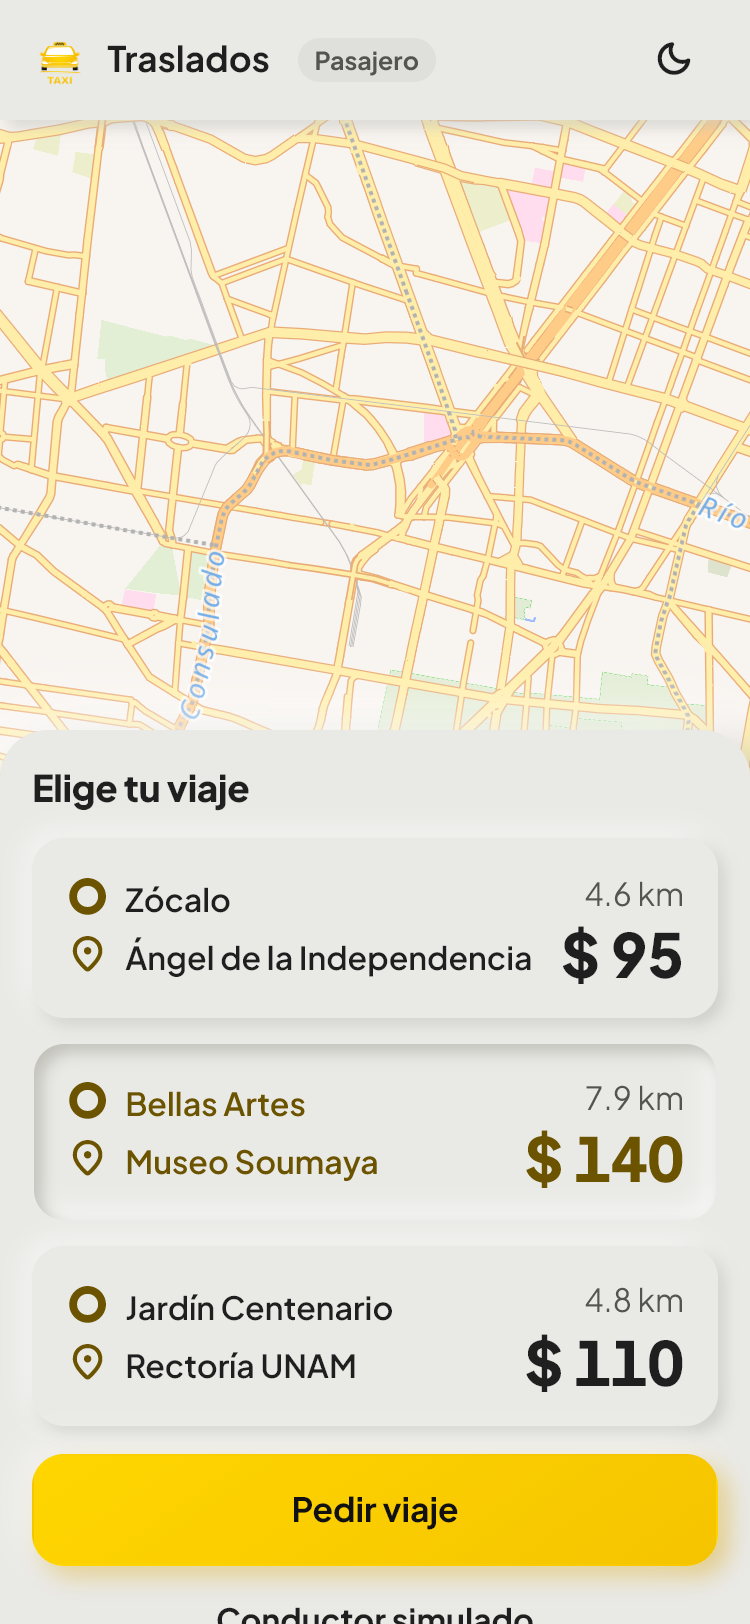 TAXI
Traslados
Pasajero
Río
Consulado
Elige tu viaje
Zócalo
4.6 km
Ángel de la Independencia
$ 95
Bellas Artes
7.9 km
Museo Soumaya
$ 140
Jardín Centenario
4.8 km
Rectoría UNAM
$ 110
Pedir viaje
Conductor simulado